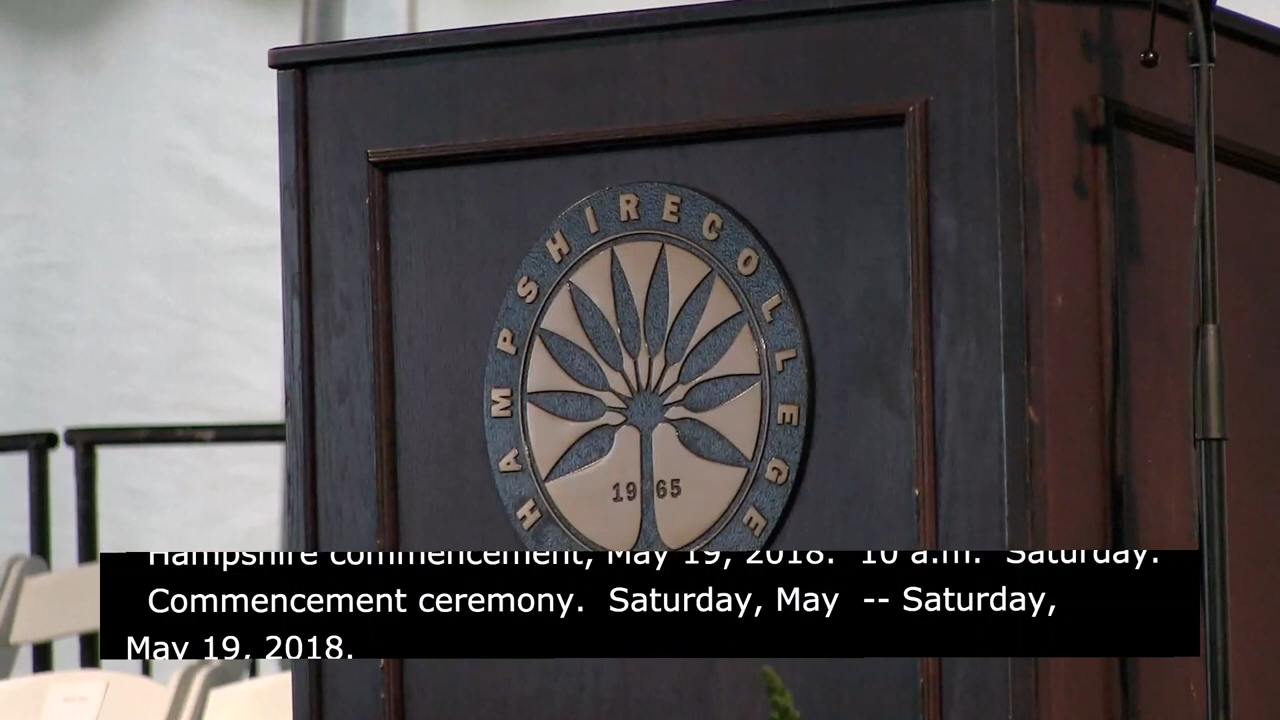 HAMPSHIRE COLLEGE
1965
Hampshire commencement, May 19, 2018.  10 a.m.  Saturday.
Commencement ceremony.  Saturday, May  -- Saturday,
May 19, 2018.